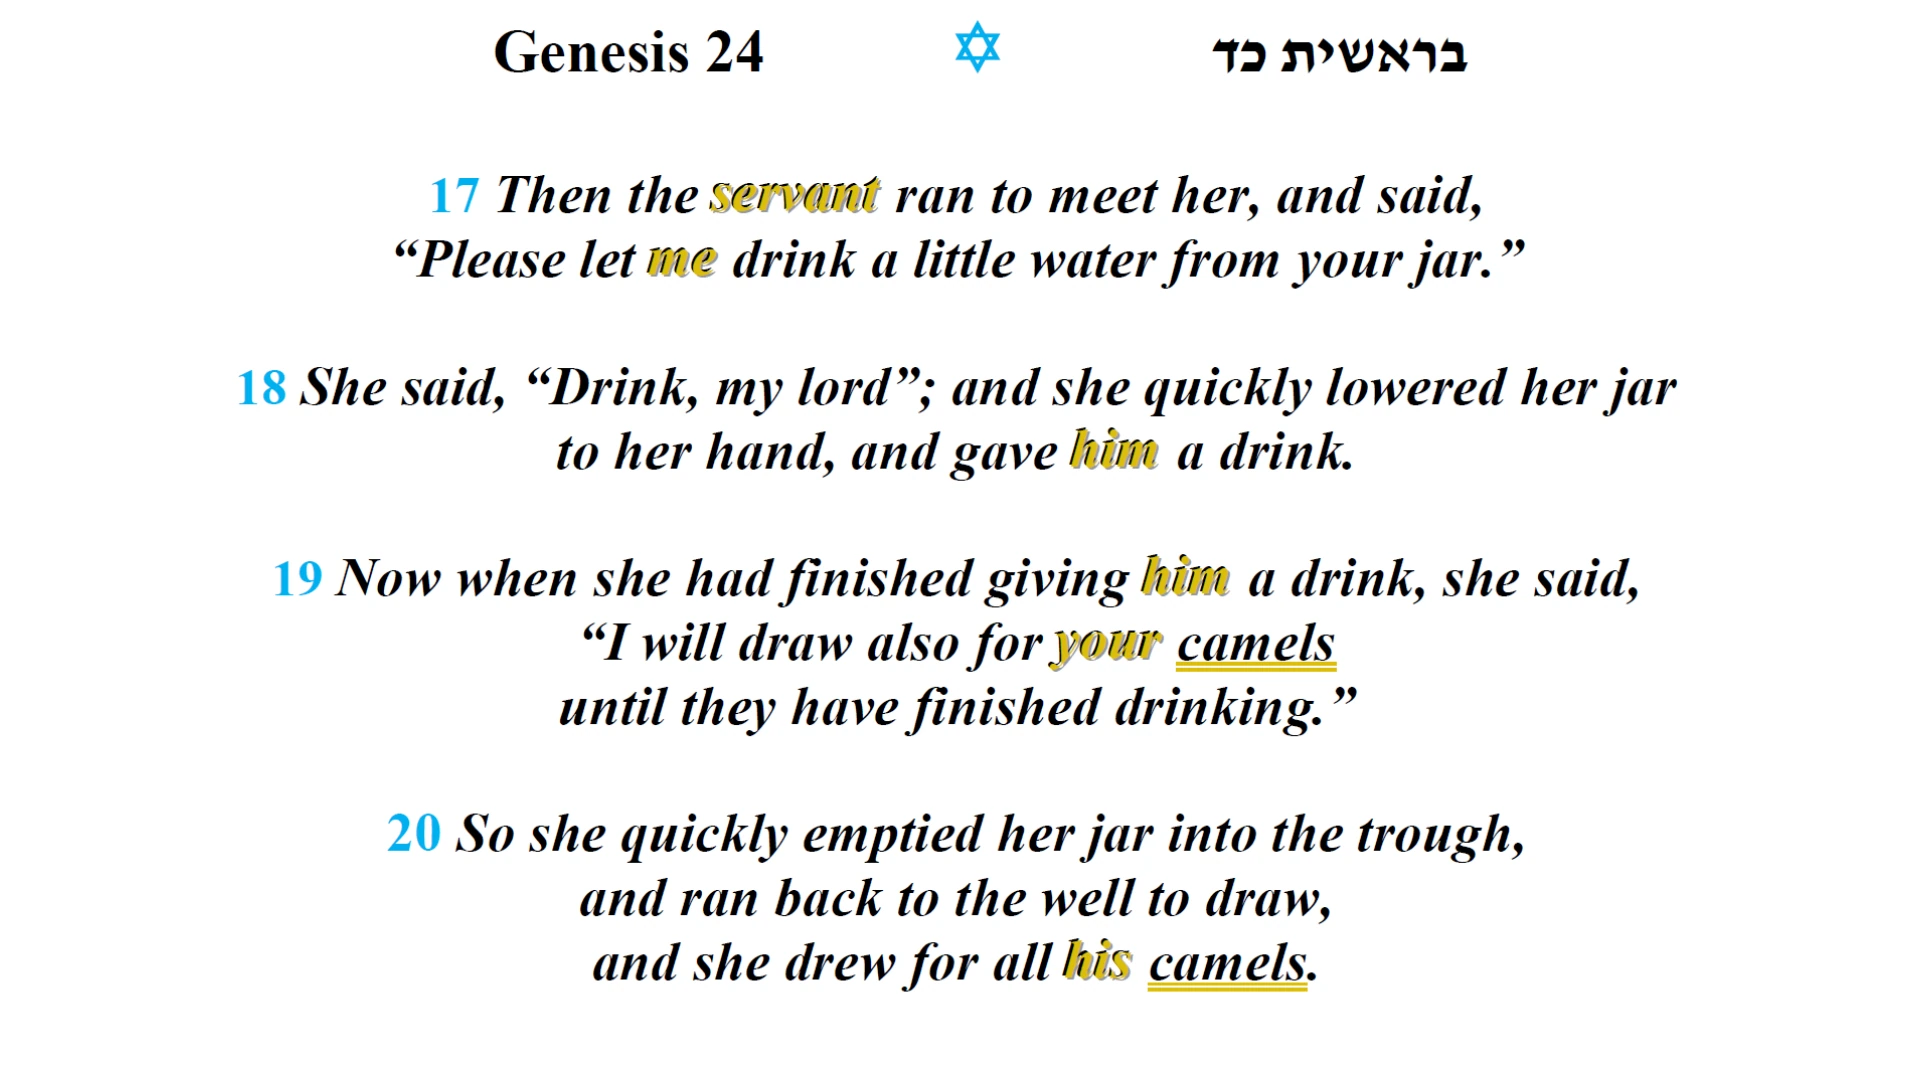 Genesis 24 ✡ בראשית כד
17 Then the servant ran to meet her, and said,
“Please let me drink a little water from your jar.”
18 She said, “Drink, my lord”; and she quickly lowered her jar
to her hand, and gave him a drink.
19 Now when she had finished giving him a drink, she said,
“I will draw also for your camels
until they have finished drinking.”
20 So she quickly emptied her jar into the trough,
and ran back to the well to draw,
and she drew for all his camels.